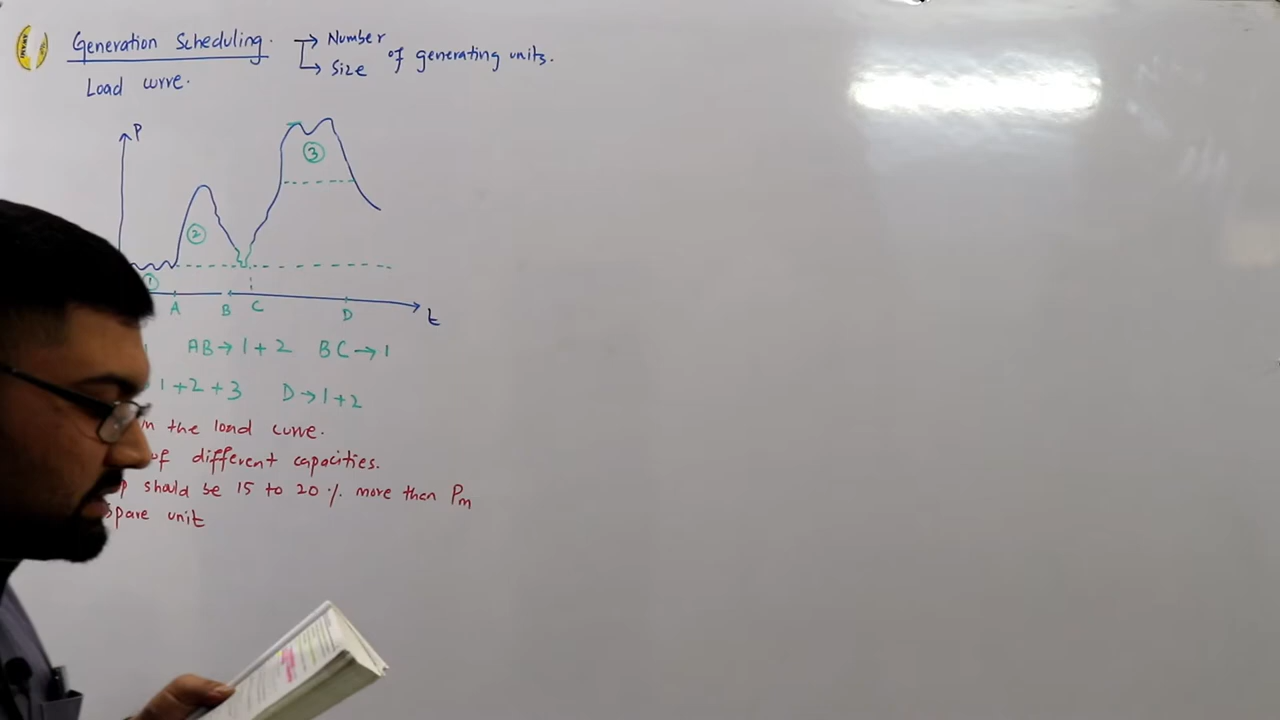 Generation Scheduling. → Number
↳ Size of generating units.
Load curve.
P
③
②
①
A B C D t
1 AB → 1 + 2 BC → 1
1 + 2 + 3 D → 1 + 2
the load curve.
of different capacities.
should be 15 to 20 % more than Pm
Spare unit